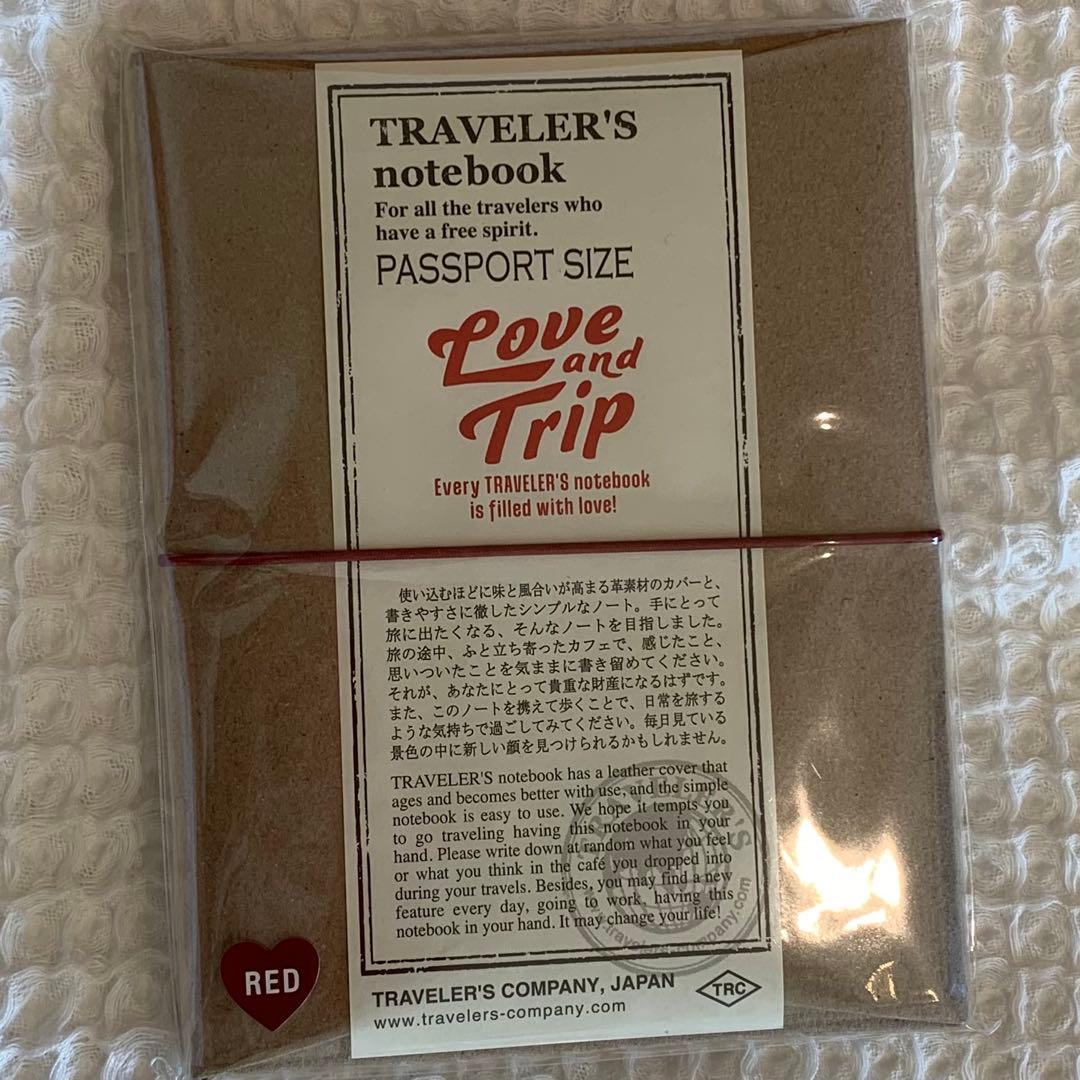 TRAVELER'S
notebook
For all the travelers who
have a free spirit.
PASSPORT SIZE
Love
and
Trip
Every TRAVELER'S notebook
is filled with love!
使い込むほどに味と風合いが高まる革素材のカバーと、
書きやすさに徹したシンプルなノート。手にとって
旅に出たくなる、そんなノートを目指しました。
旅の途中、ふと立ち寄ったカフェで、感じたこと、
思いついたことを気ままに書き留めてください。
それが、あなたにとって貴重な財産になるはずです。
また、このノートを携えて歩くことで、日常を旅する
ような気持ちで過ごしてみてください。毎日見ている
景色の中に新しい顔を見つけられるかもしれません。
TRAVELER'S notebook has a leather cover that
ages and becomes better with use, and the simple
notebook is easy to use. We hope it tempts you
to go traveling having this notebook in your
hand. Please write down at random what you feel
or what you think in the café you dropped into
during your travels. Besides, you may find a new
feature every day, going to work, having this
notebook in your hand. It may change your life!
TRAVELER'S
www.travelers-company.com
RED
TRAVELER'S COMPANY, JAPAN
TRC
www.travelers-company.com